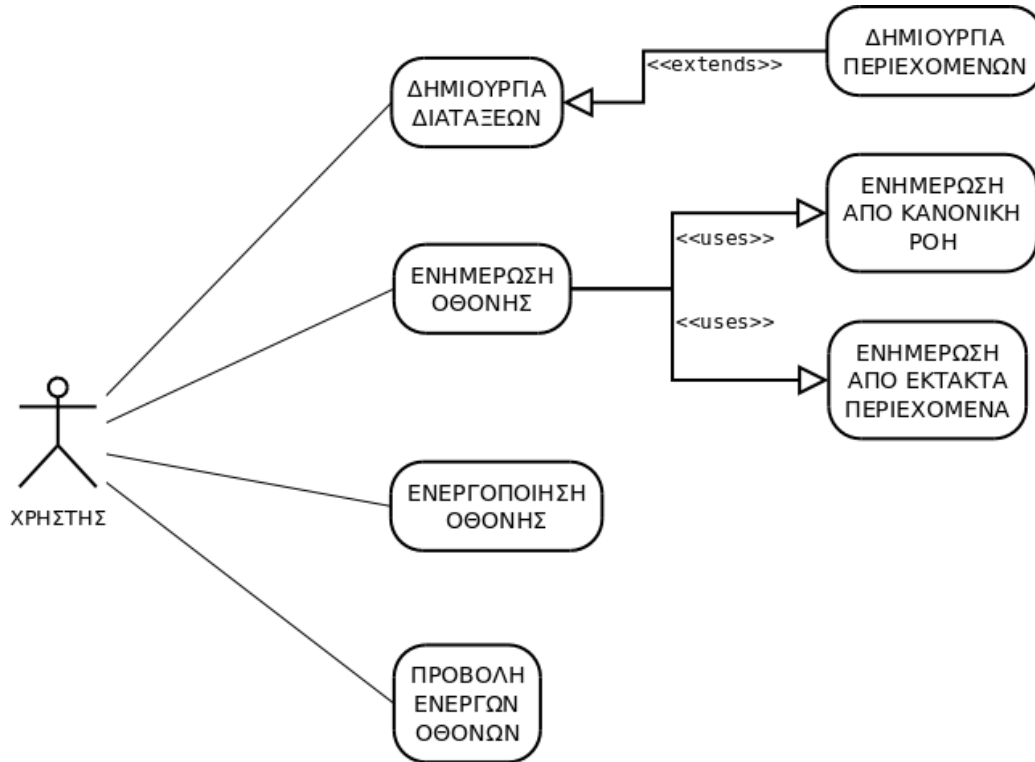 ΔΗΜΙΟΥΡΓΙΑ
ΠΕΡΙΕΧΟΜΕΝΩΝ
<<extends>>
ΔΗΜΙΟΥΡΓΙΑ
ΔΙΑΤΑΞΕΩΝ
ΕΝΗΜΕΡΩΣΗ
ΑΠΟ ΚΑΝΟΝΙΚΗ
ΡΟΗ
<<uses>>
ΕΝΗΜΕΡΩΣΗ
ΟΘΟΝΗΣ
<<uses>>
ΕΝΗΜΕΡΩΣΗ
ΑΠΟ ΕΚΤΑΚΤΑ
ΠΕΡΙΕΧΟΜΕΝΑ
ΧΡΗΣΤΗΣ
ΕΝΕΡΓΟΠΟΙΗΣΗ
ΟΘΟΝΗΣ
ΠΡΟΒΟΛΗ
ΕΝΕΡΓΩΝ
ΟΘΟΝΩΝ